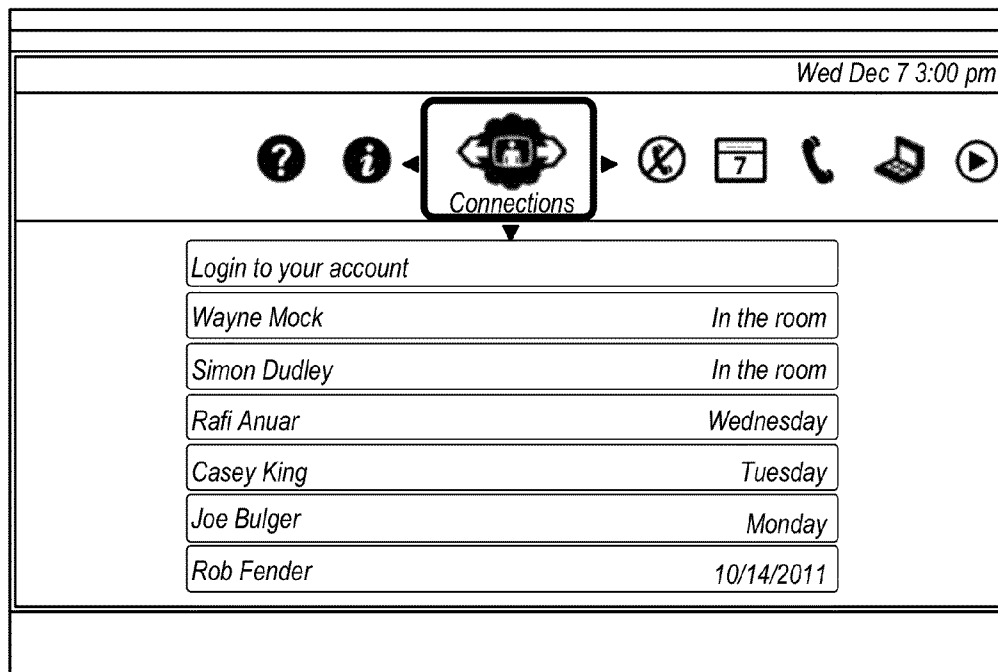 Wed Dec 7 3:00 pm
? i 7
Connections
Login to your account
Wayne Mock In the room
Simon Dudley In the room
Rafi Anuar Wednesday
Casey King Tuesday
Joe Bulger Monday
Rob Fender 10/14/2011